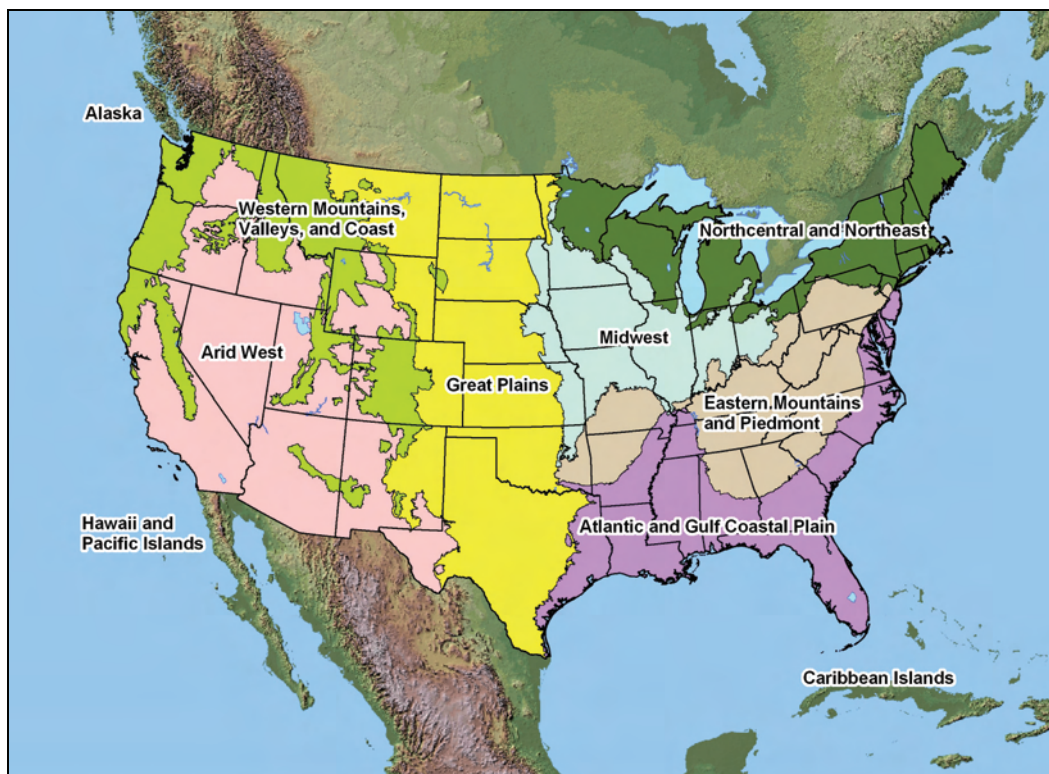 Alaska
Western Mountains,
Valleys, and Coast
Northcentral and Northeast
Arid West
Midwest
Great Plains
Eastern Mountains
and Piedmont
Hawaii and
Pacific Islands
Atlantic and Gulf Coastal Plain
Caribbean Islands